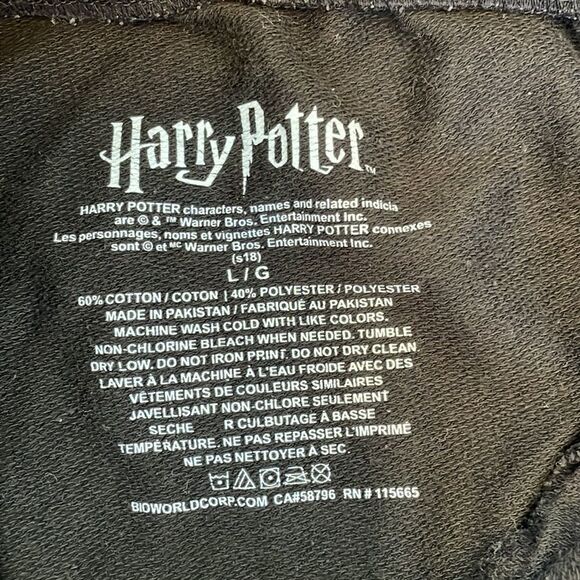 Harry Potter™
HARRY POTTER characters, names and related indicia
are © & ™ Warner Bros. Entertainment Inc.
Les personnages, noms et vignettes HARRY POTTER connexes
sont © et MC Warner Bros. Entertainment Inc.
(s18)
L / G
60% COTTON / COTON | 40% POLYESTER / POLYESTER
MADE IN PAKISTAN / FABRIQUÉ AU PAKISTAN
MACHINE WASH COLD WITH LIKE COLORS.
NON-CHLORINE BLEACH WHEN NEEDED. TUMBLE
DRY LOW. DO NOT IRON PRINT. DO NOT DRY CLEAN.
LAVER À LA MACHINE À L'EAU FROIDE AVEC DES
VÊTEMENTS DE COULEURS SIMILAIRES
JAVELLISANT NON-CHLORE SEULEMENT
SECHE R CULBUTAGE À BASSE
TEMPÉRATURE. NE PAS REPASSER L'IMPRIMÉ
NE PAS NETTOYER À SEC.
BIOWORLDCORP.COM CA#58796 RN # 115665